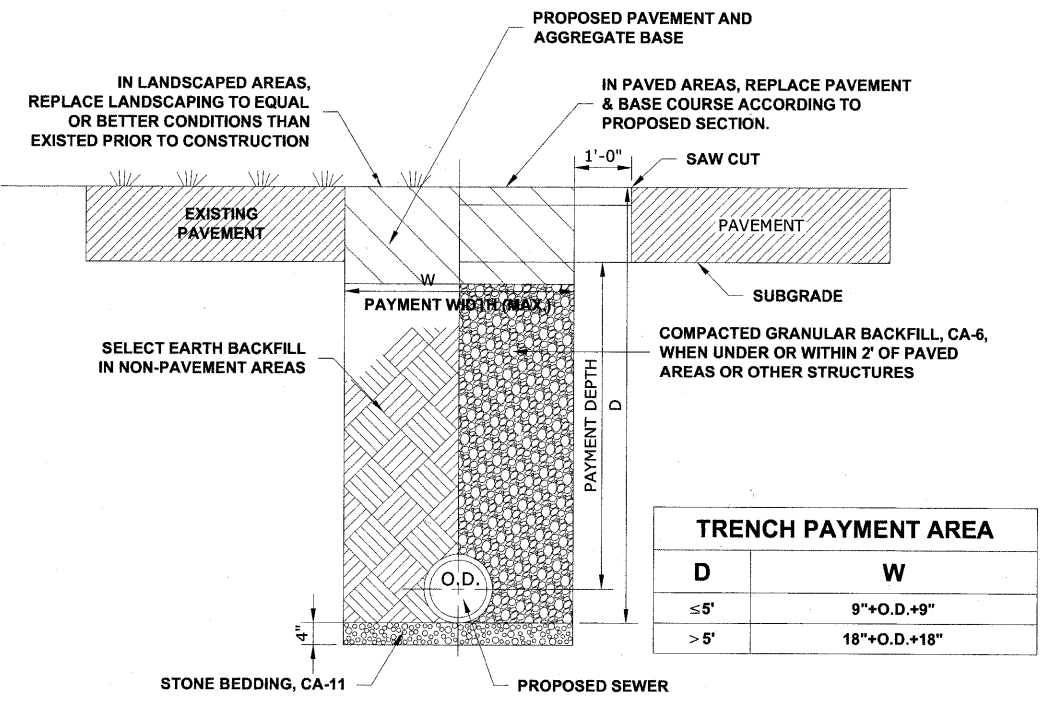 PROPOSED PAVEMENT AND
AGGREGATE BASE
IN LANDSCAPED AREAS,
REPLACE LANDSCAPING TO EQUAL
OR BETTER CONDITIONS THAN
EXISTED PRIOR TO CONSTRUCTION
IN PAVED AREAS, REPLACE PAVEMENT
& BASE COURSE ACCORDING TO
PROPOSED SECTION.
1'-0"
SAW CUT
EXISTING
PAVEMENT
PAVEMENT
W
PAYMENT WIDTH (MAX.)
SUBGRADE
SELECT EARTH BACKFILL
IN NON-PAVEMENT AREAS
COMPACTED GRANULAR BACKFILL, CA-6,
WHEN UNDER OR WITHIN 2' OF PAVED
AREAS OR OTHER STRUCTURES
PAYMENT DEPTH
D
O.D.
4"
STONE BEDDING, CA-11
PROPOSED SEWER
TRENCH PAYMENT AREA
D W
≤5' 9"+O.D.+9"
>5' 18"+O.D.+18"